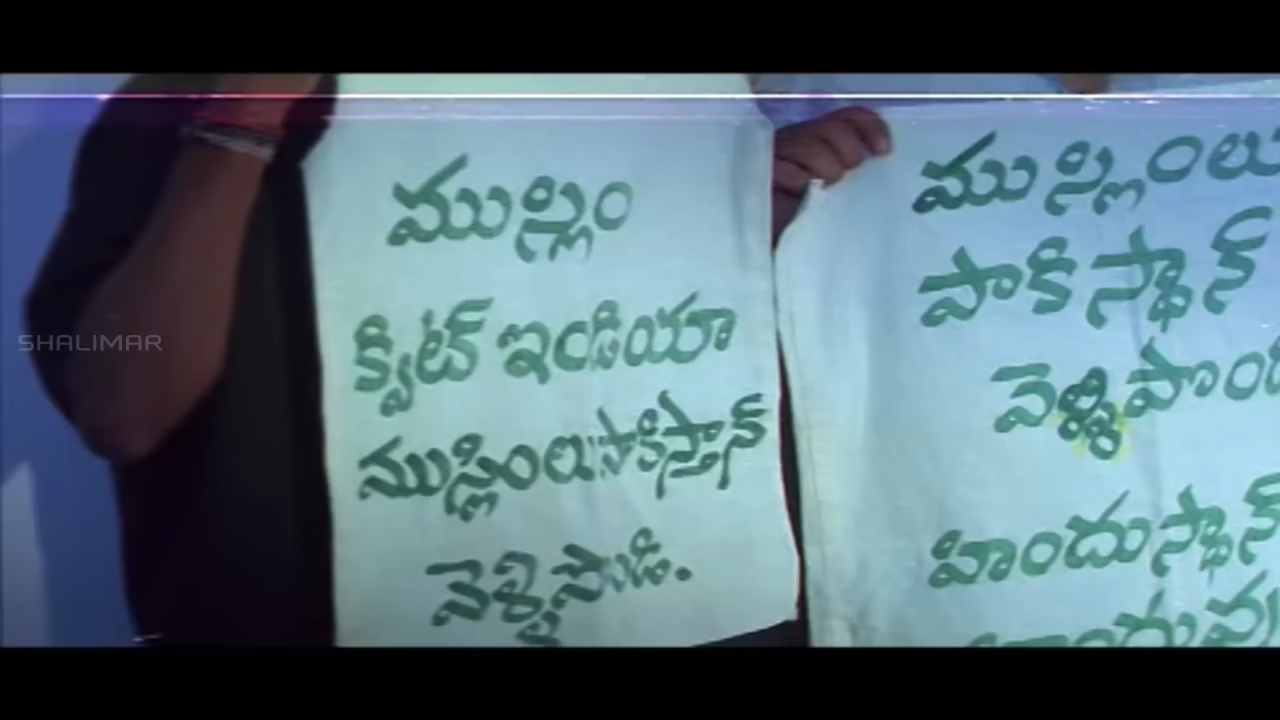 SHALIMAR
ముస్లిం
క్విట్ ఇండియా
ముస్లింలు పాకిస్తాన్
వెళ్ళిపొండి.
ముస్లింలు
పాకిస్థాన్
హిందుస్థాన్